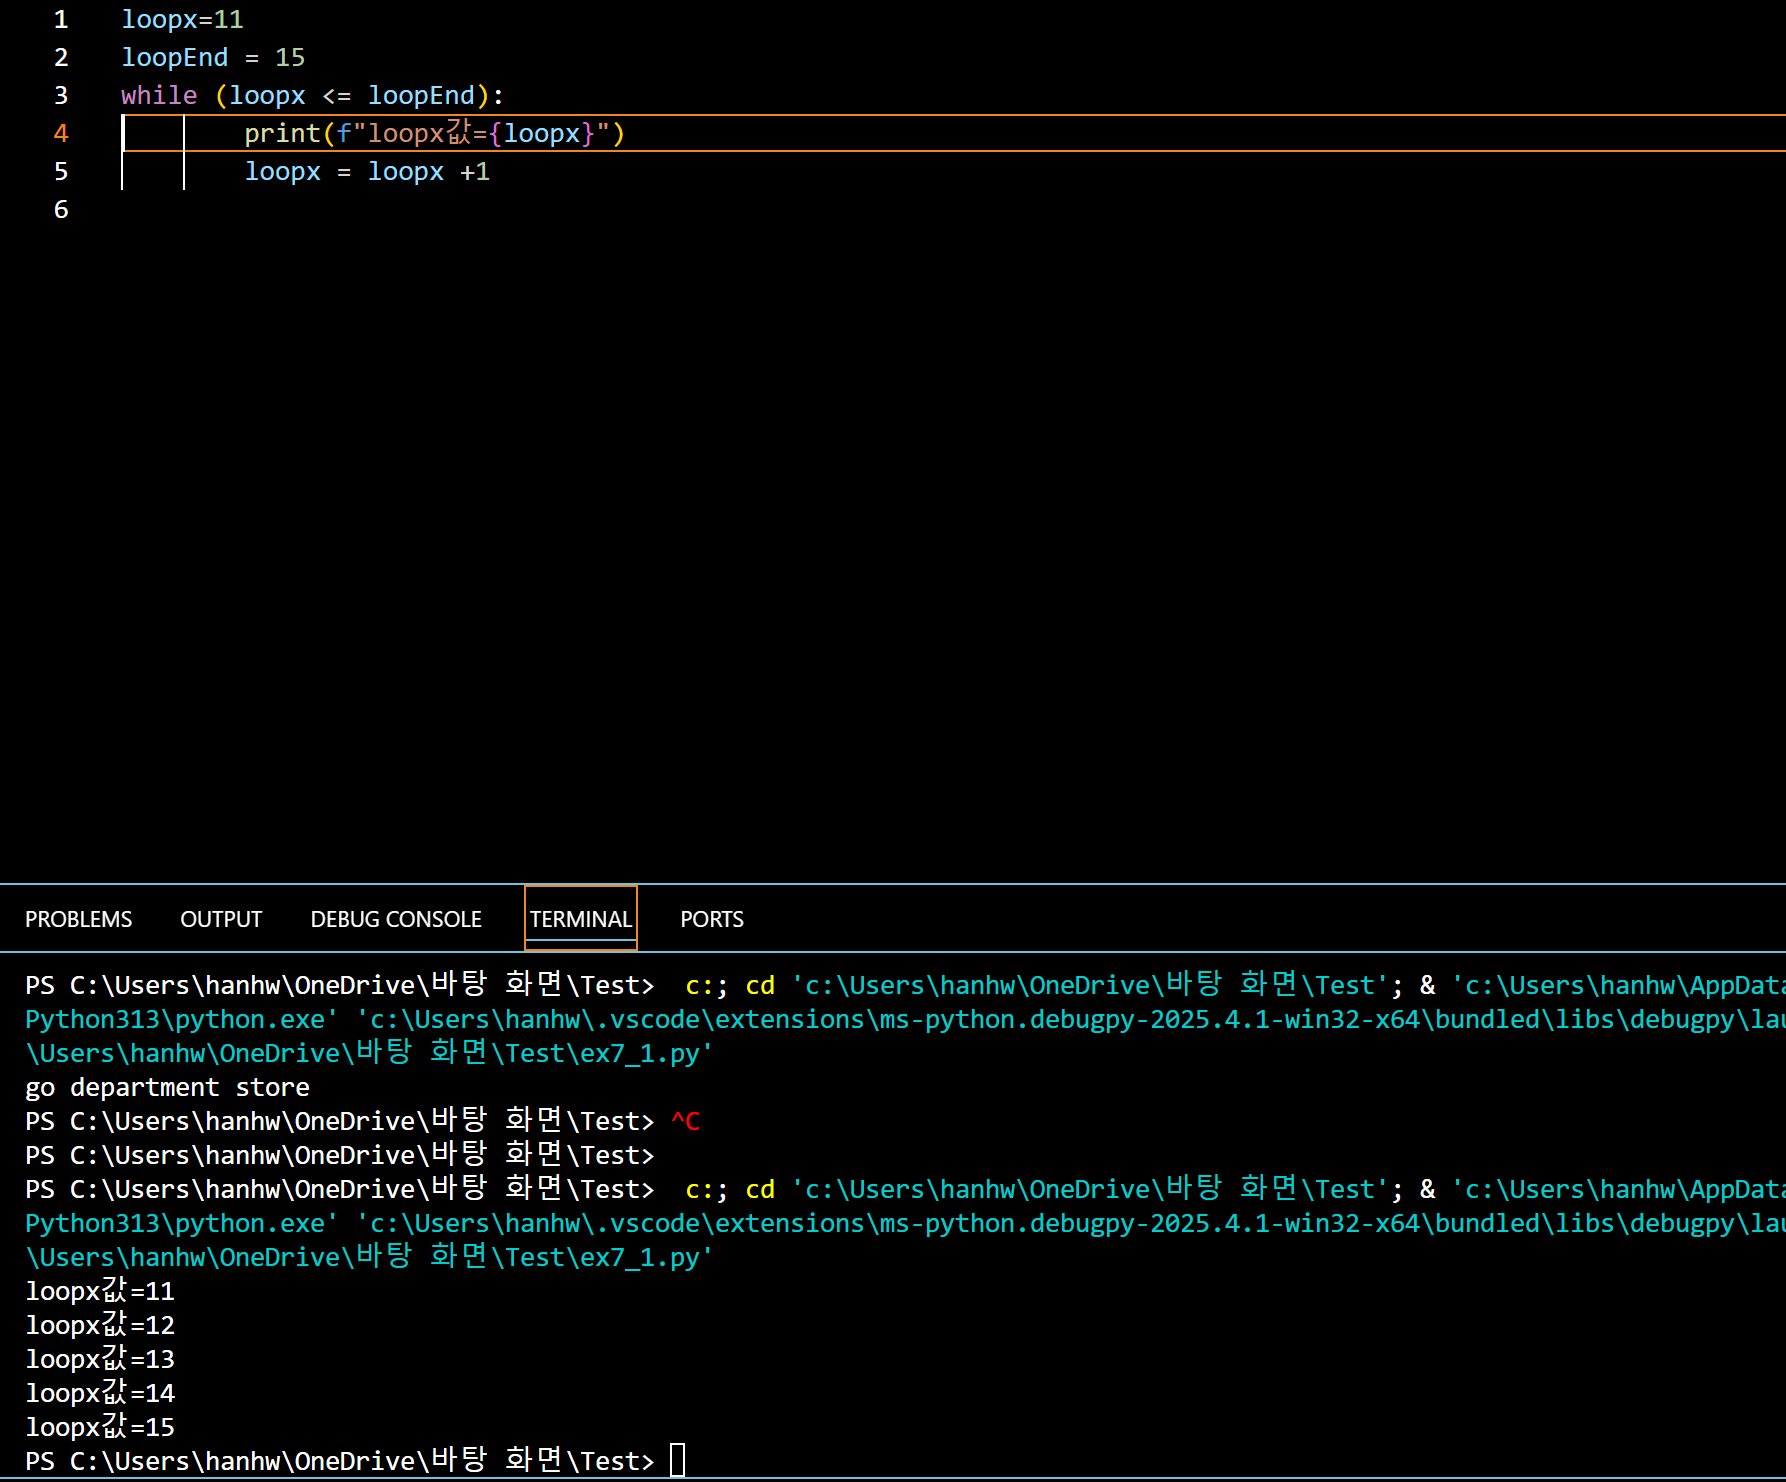 1 loopx=11
2 loopEnd = 15
3 while (loopx <= loopEnd):
4 print(f"loopx값={loopx}")
5 loopx = loopx +1
6
PROBLEMS OUTPUT DEBUG CONSOLE TERMINAL PORTS
PS C:\Users\hanhw\OneDrive\바탕 화면\Test>  c:; cd 'c:\Users\hanhw\OneDrive\바탕 화면\Test'; & 'c:\Users\hanhw\AppData
Python313\python.exe' 'c:\Users\hanhw\.vscode\extensions\ms-python.debugpy-2025.4.1-win32-x64\bundled\libs\debugpy\lau
\Users\hanhw\OneDrive\바탕 화면\Test\ex7_1.py'
go department store
PS C:\Users\hanhw\OneDrive\바탕 화면\Test> ^C
PS C:\Users\hanhw\OneDrive\바탕 화면\Test>
PS C:\Users\hanhw\OneDrive\바탕 화면\Test>  c:; cd 'c:\Users\hanhw\OneDrive\바탕 화면\Test'; & 'c:\Users\hanhw\AppData
Python313\python.exe' 'c:\Users\hanhw\.vscode\extensions\ms-python.debugpy-2025.4.1-win32-x64\bundled\libs\debugpy\lau
\Users\hanhw\OneDrive\바탕 화면\Test\ex7_1.py'
loopx값=11
loopx값=12
loopx값=13
loopx값=14
loopx값=15
PS C:\Users\hanhw\OneDrive\바탕 화면\Test>